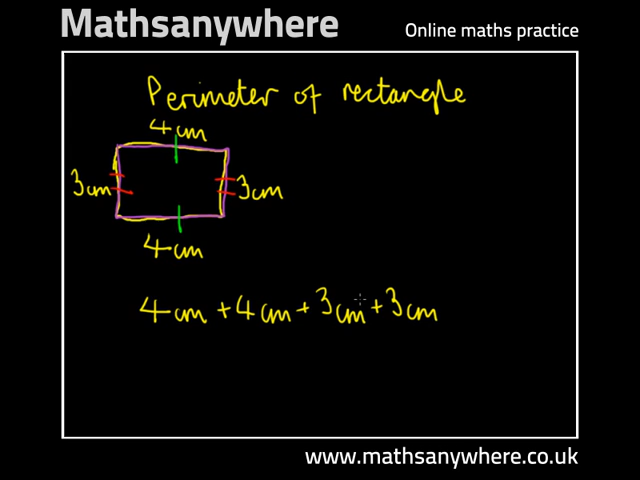 Mathsanywhere
Online maths practice
Perimeter of rectangle
4cm
3cm
3cm
4cm
4cm + 4cm + 3cm + 3cm
www.mathsanywhere.co.uk